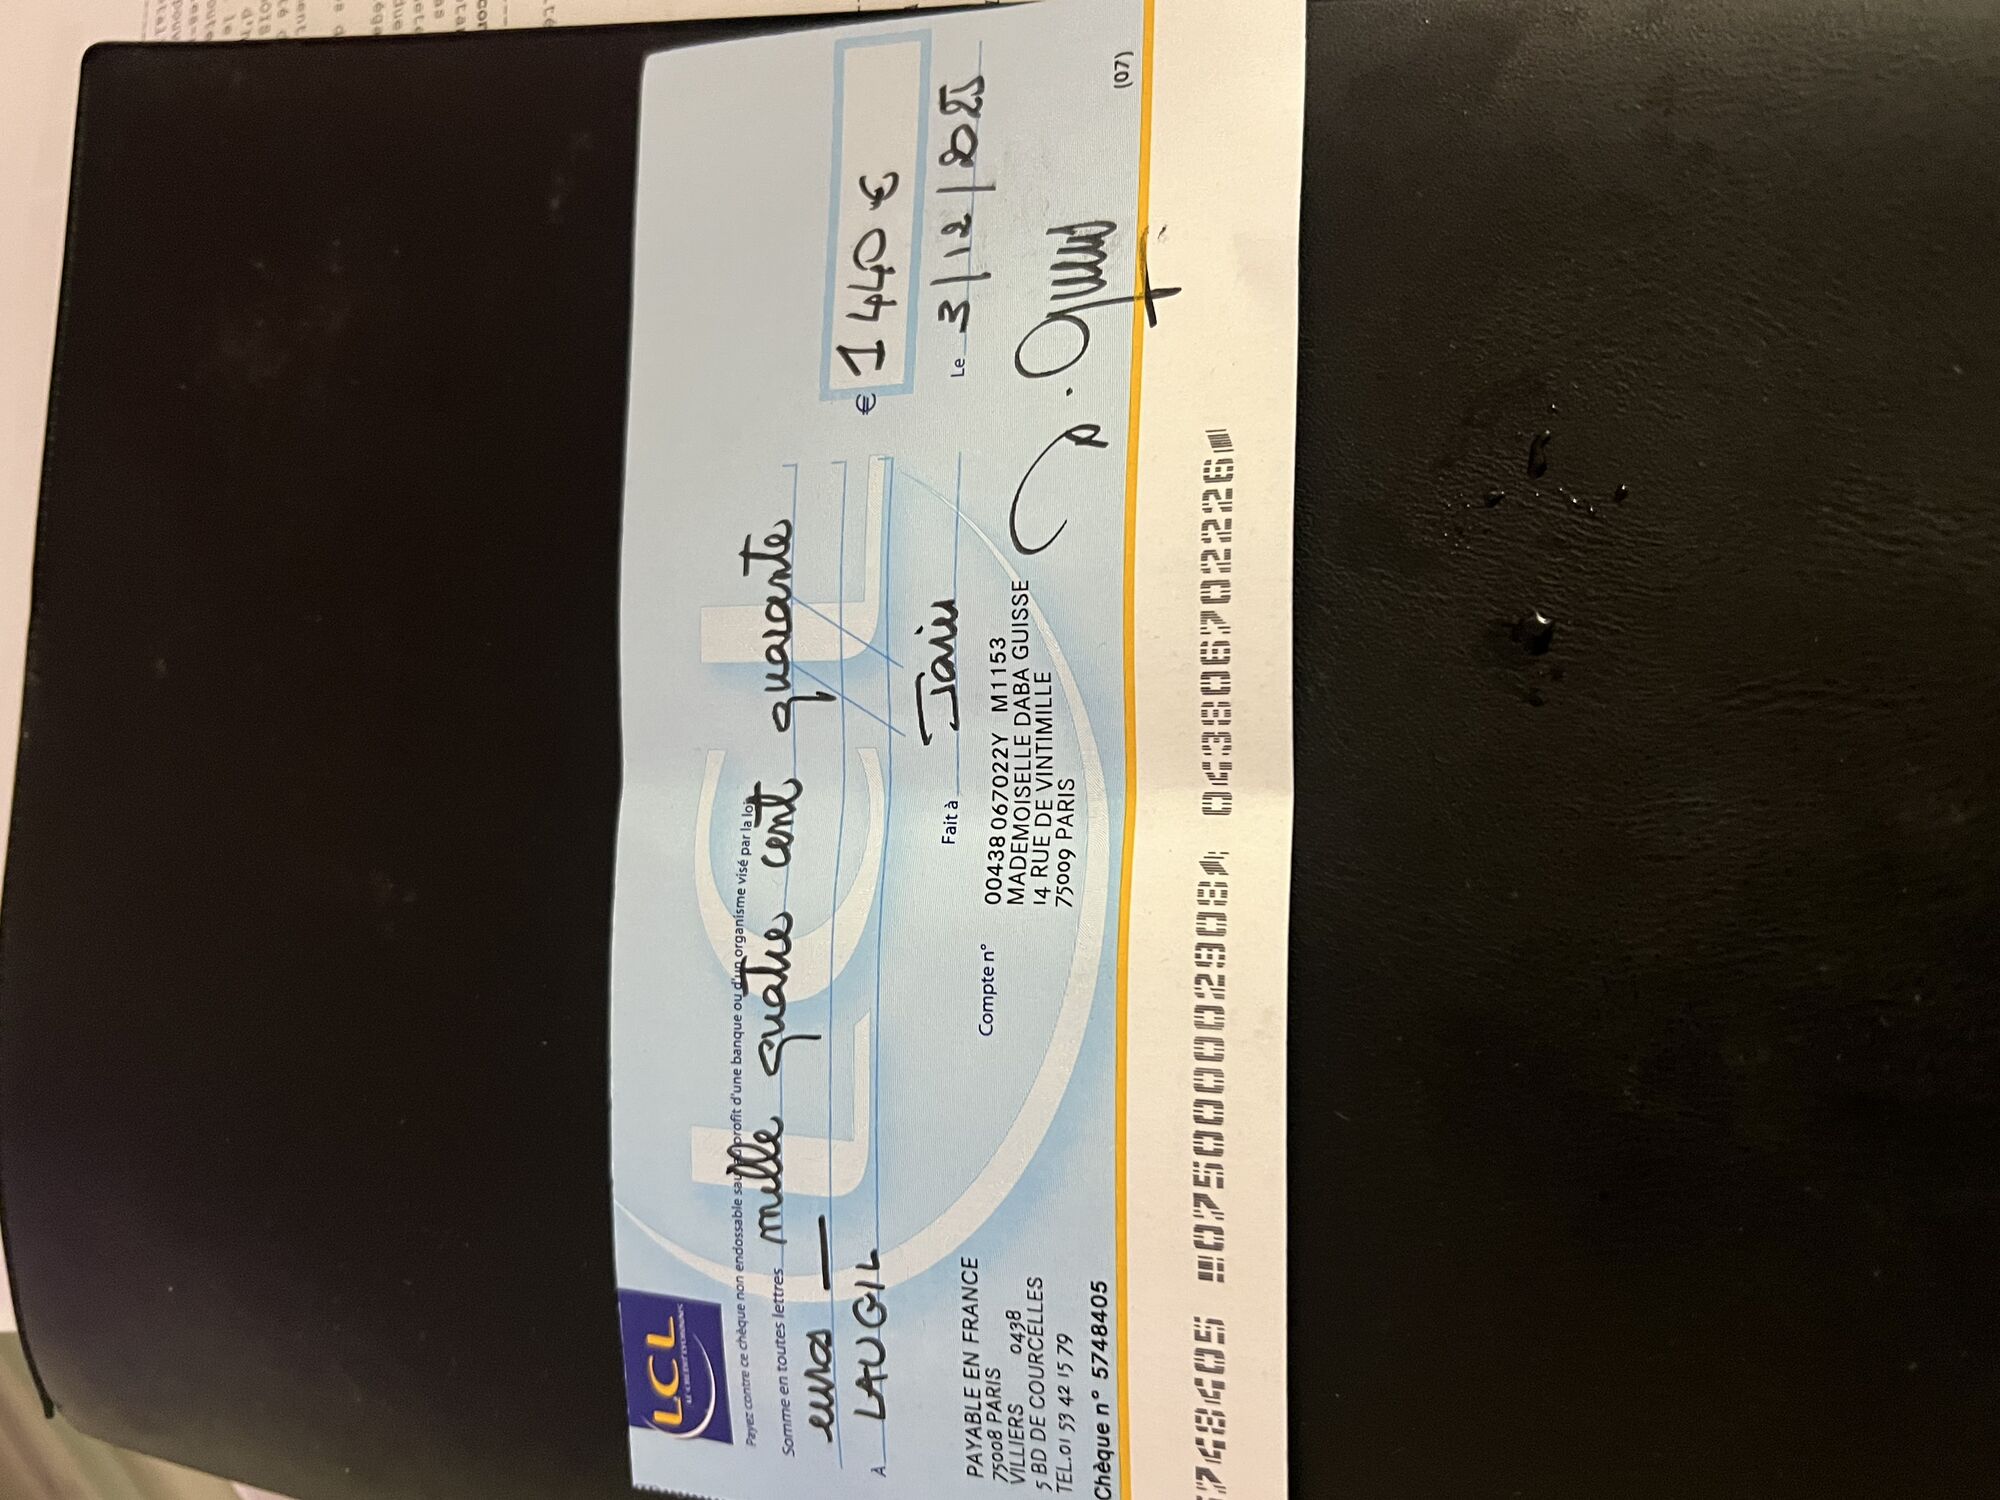 LCL
LE CRÉDIT LYONNAIS
Payez contre ce chèque non endossable sauf au profit d'une banque ou d'un organisme visé par la loi
Somme en toutes lettres mille quatre cent quarante
euros —
À LAUGIL
€ 1440 €
Fait à Paris
Le 3/12/2025
PAYABLE EN FRANCE
75008 PARIS
VILLIERS 0438
5 BD DE COURCELLES
TEL.01 53 42 15 79
Compte n° 00438 067022Y M1153
MADEMOISELLE DABA GUISSE
14 RUE DE VINTIMILLE
75009 PARIS
Chèque n° 5748405
(07)